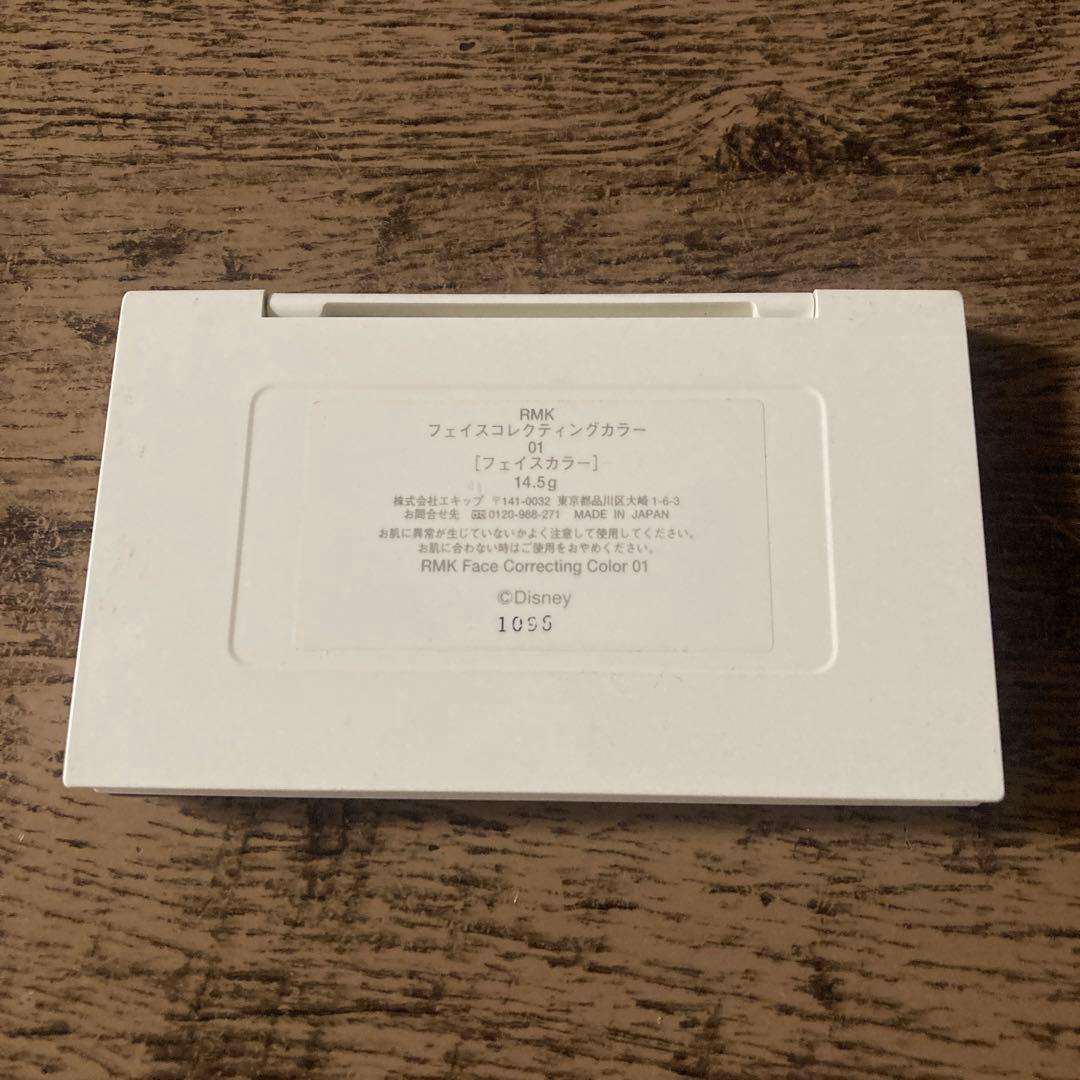 RMK
フェイスコレクティングカラー
01
[フェイスカラー]
14.5g
株式会社エキップ 〒141-0032 東京都品川区大崎1-6-3
お問合せ先 0120-988-271 MADE IN JAPAN
お肌に異常が生じていないかよく注意して使用してください。
お肌に合わない時はご使用をおやめください。
RMK Face Correcting Color 01
©Disney